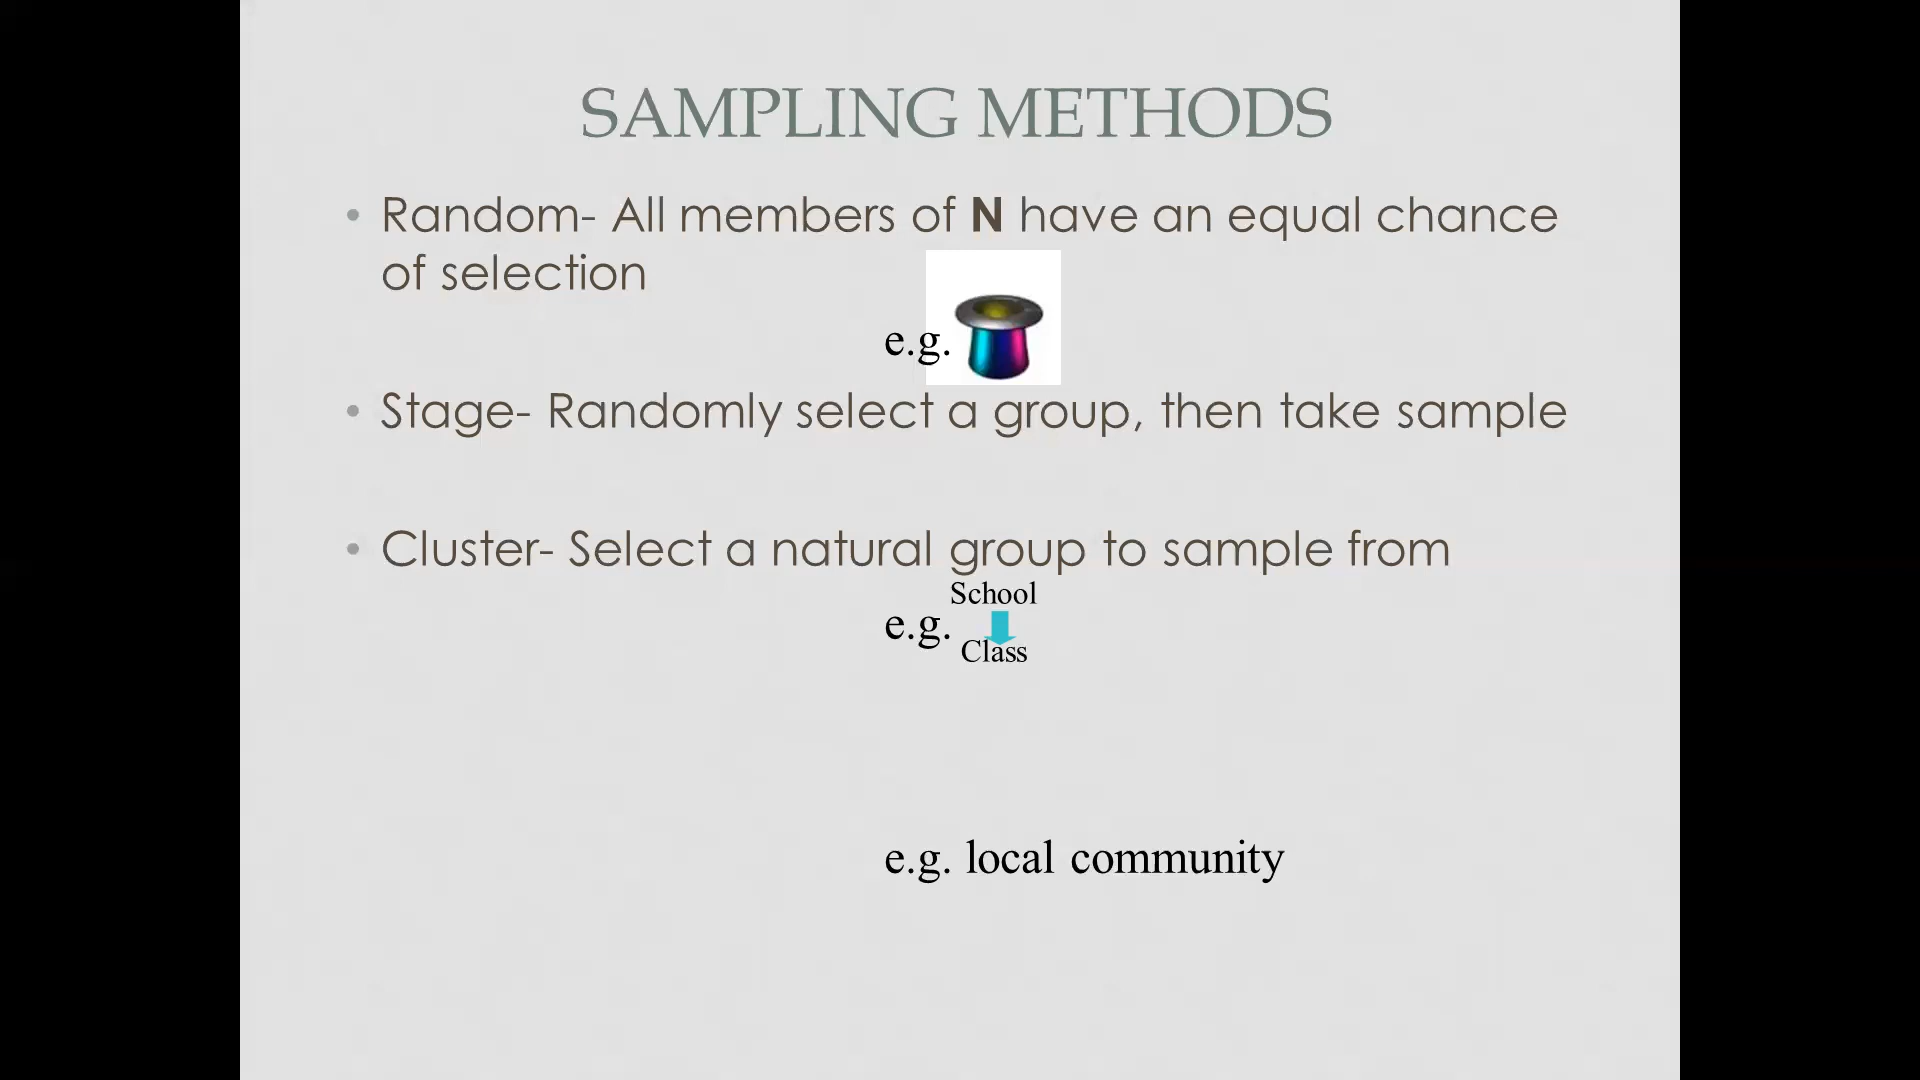 SAMPLING METHODS
• Random- All members of N have an equal chance
of selection
e.g.
• Stage- Randomly select a group, then take sample
• Cluster- Select a natural group to sample from
School
e.g.
Class
e.g. local community